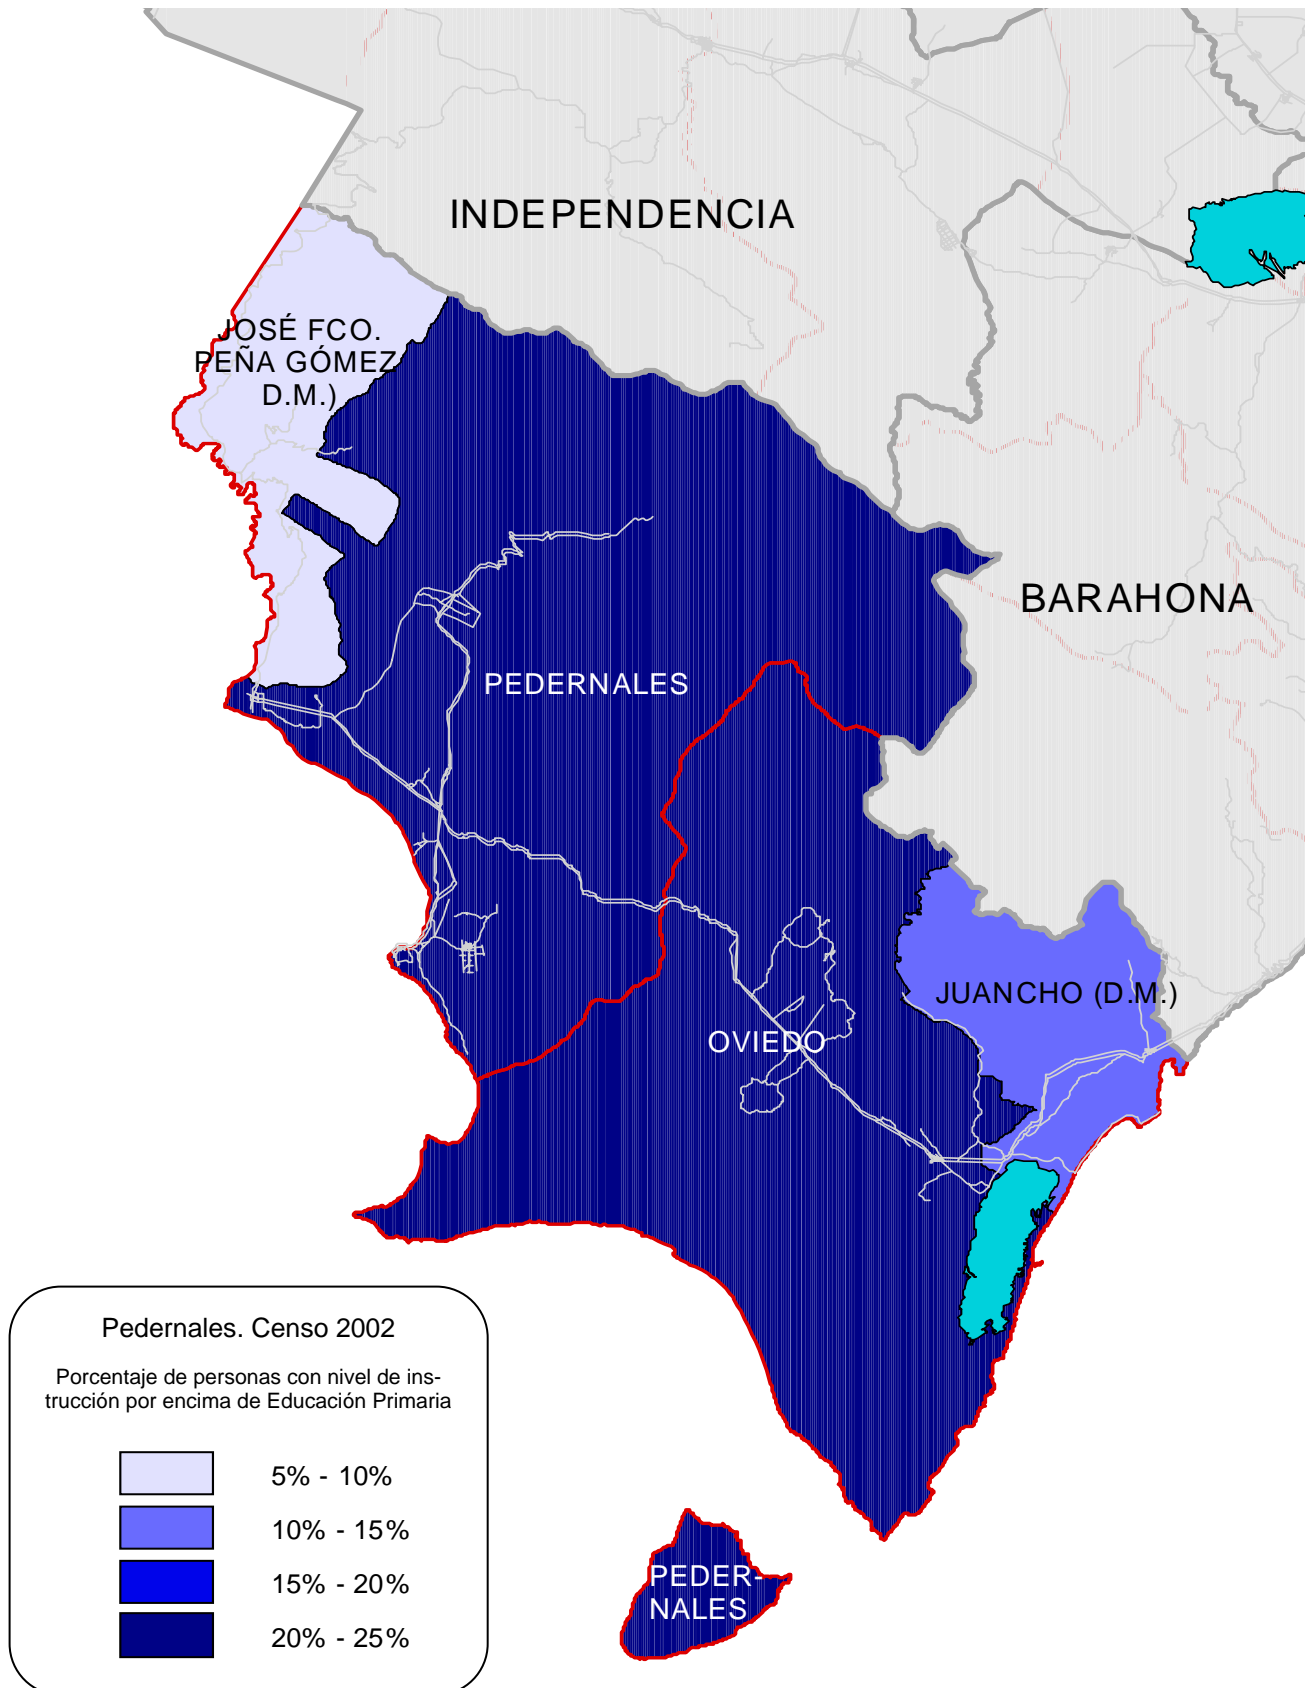 INDEPENDENCIA
JOSÉ FCO.
PEÑA GÓMEZ
D.M.)
BARAHONA
PEDERNALES
JUANCHO (D.M.)
OVIEDO
PEDER-
NALES
Pedernales. Censo 2002
Porcentaje de personas con nivel de ins-
trucción por encima de Educación Primaria
5% - 10%
10% - 15%
15% - 20%
20% - 25%